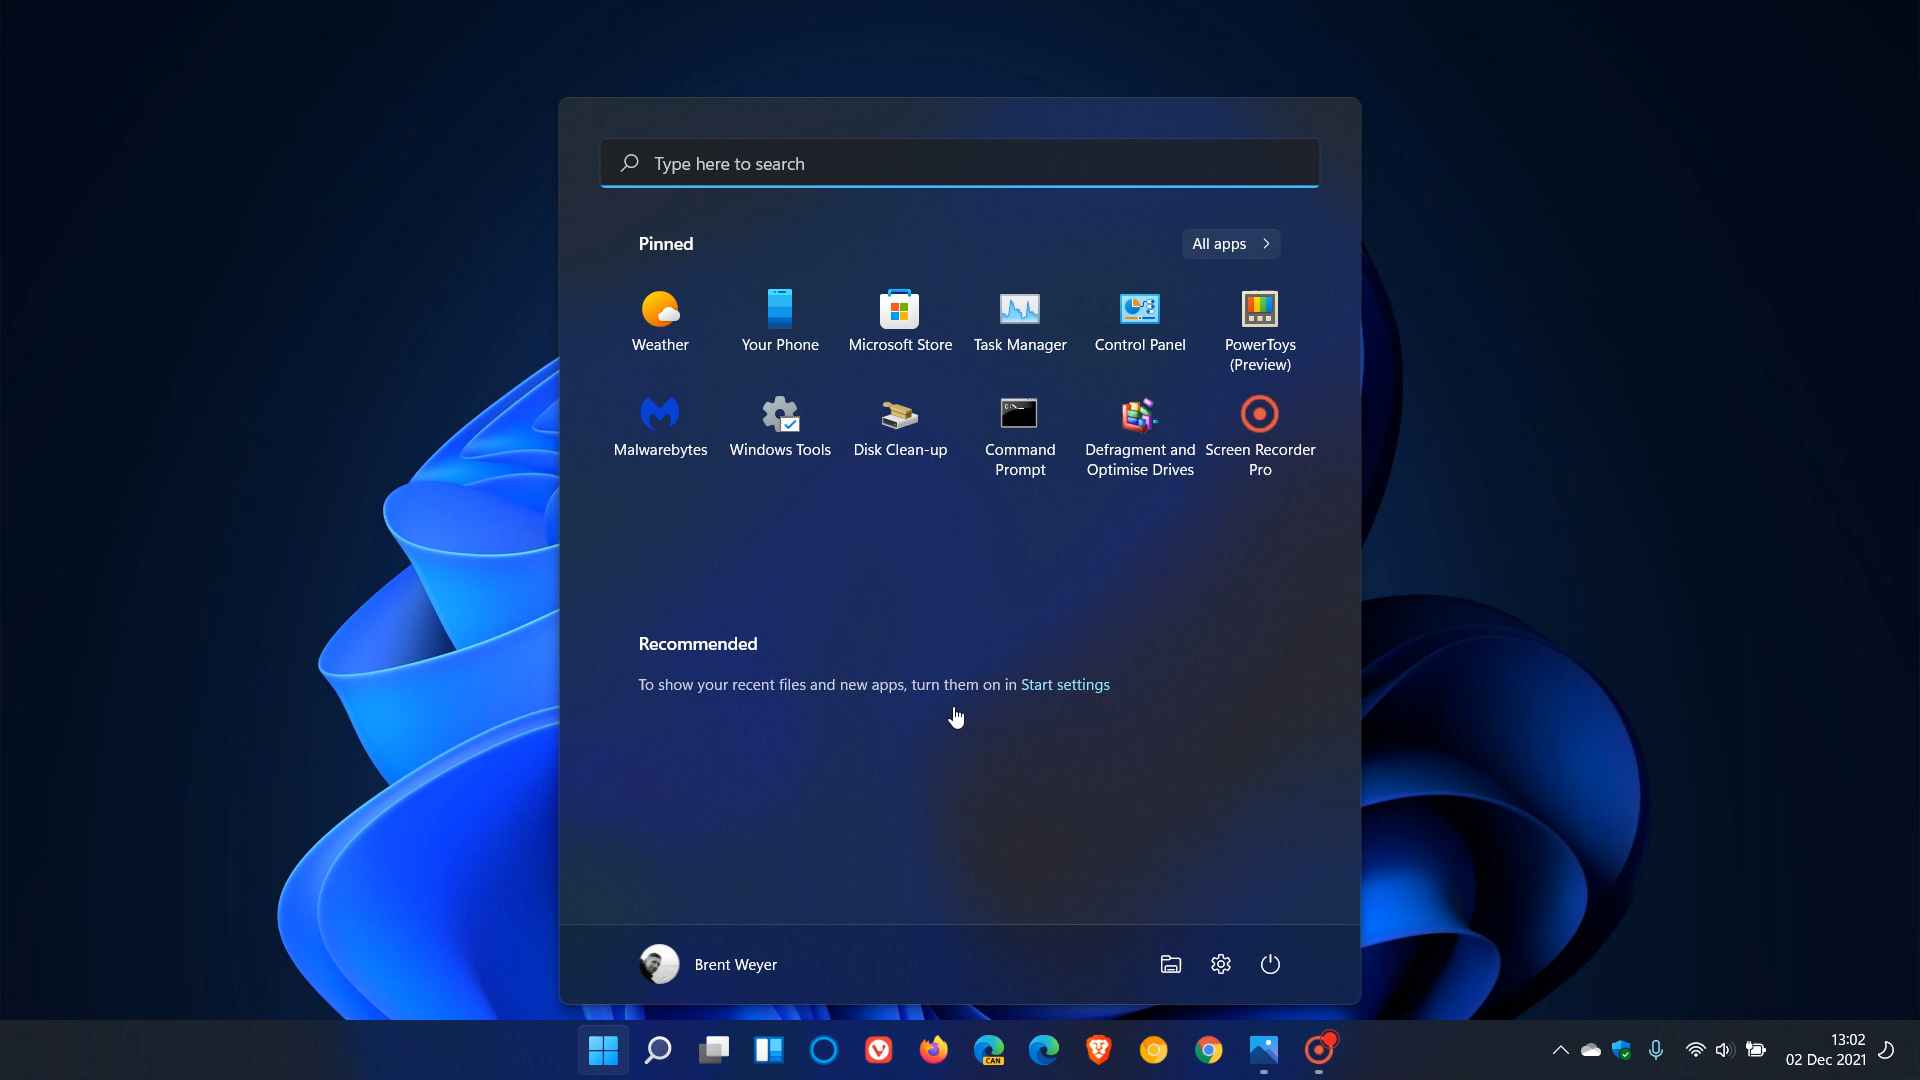 Type here to search
Pinned
All apps
Weather
Your Phone
Microsoft Store
Task Manager
Control Panel
PowerToys
(Preview)
Malwarebytes
Windows Tools
Disk Clean-up
Command
Prompt
Defragment and
Optimise Drives
Screen Recorder
Pro
Recommended
To show your recent files and new apps, turn them on in Start settings
Brent Weyer
CAN
13:02
02 Dec 2021